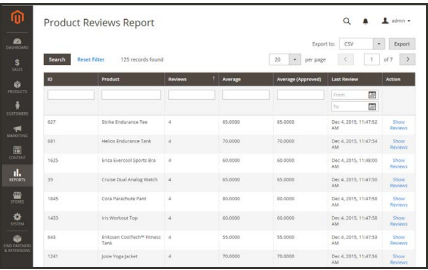 Product Reviews Report
admin
DASHBOARD
SALES
PRODUCTS
CUSTOMERS
MARKETING
CONTENT
REPORTS
STORES
SYSTEM
FIND PARTNERS & EXTENSIONS
Export to: CSV Export
Search Reset Filter 125 records found 20 per page 1 of 7
ID Product Reviews ↑ Average Average (Approved) Last Review Action
From
To
627 Strike Endurance Tee 4 65.0000 65.0000 Dec 4, 2015, 11:47:52 AM Show Reviews
681 Helios Endurance Tank 4 70.0000 70.0000 Dec 4, 2015, 11:47:54 AM Show Reviews
1625 Erica Evercool Sports Bra 4 60.0000 60.0000 Dec 4, 2015, 11:48:00 AM Show Reviews
39 Cruise Dual Analog Watch 4 65.0000 65.0000 Dec 4, 2015, 11:47:50 AM Show Reviews
1845 Cora Parachute Pant 4 80.0000 80.0000 Dec 4, 2015, 11:47:58 AM Show Reviews
1433 Iris Workout Top 4 60.0000 60.0000 Dec 4, 2015, 11:47:58 AM Show Reviews
943 Erikssen CoolTech™ Fitness Tank 4 55.0000 55.0000 Dec 4, 2015, 11:47:53 AM Show Reviews
1241 Josie Yoga Jacket 4 70.0000 70.0000 Dec 4, 2015, 11:47:56 AM Show Reviews